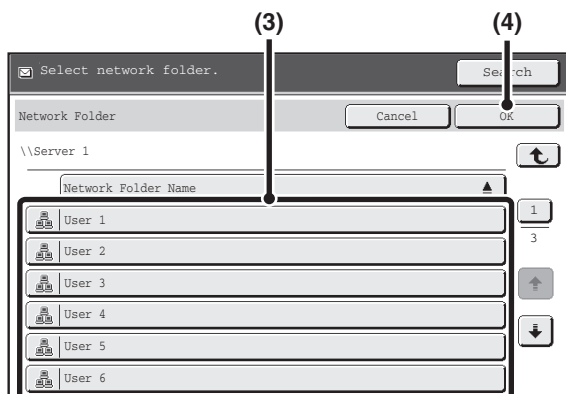 (3) (4)
Select network folder. Search
Network Folder Cancel OK
\\Server 1
Network Folder Name
User 1 1
User 2 3
User 3
User 4
User 5
User 6